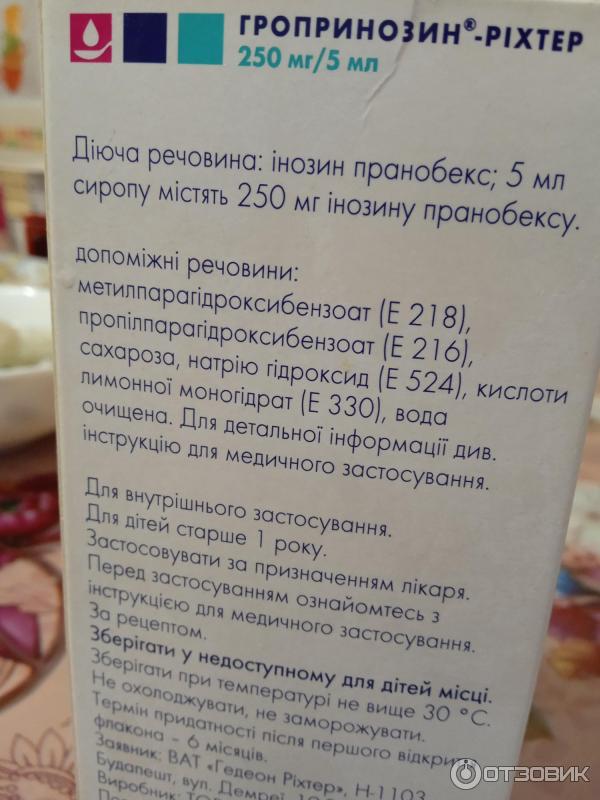 ГРОПРИНОЗИН®-РІХТЕР
250 мг/5 мл
Діюча речовина: інозин пранобекс; 5 мл
сиропу містять 250 мг інозину пранобексу.
допоміжні речовини:
метилпарагідроксибензоат (Е 218),
пропілпарагідроксибензоат (Е 216),
сахароза, натрію гідроксид (Е 524), кислоти
лимонної моногідрат (Е 330), вода
очищена. Для детальної інформації див.
інструкцію для медичного застосування.
Для внутрішнього застосування.
Для дітей старше 1 року.
Застосовувати за призначенням лікаря.
Перед застосуванням ознайомтесь з
інструкцією для медичного застосування.
За рецептом.
Зберігати у недоступному для дітей місці.
Зберігати при температурі не вище 30 °С.
Не охолоджувати, не заморожувати.
Термін придатності після першого відкриття
флакона – 6 місяців.
Заявник: ВАТ «Гедеон Ріхтер», Н-1103,
Будапешт, вул. Демреї,
Виробник:
ОТЗОВИК